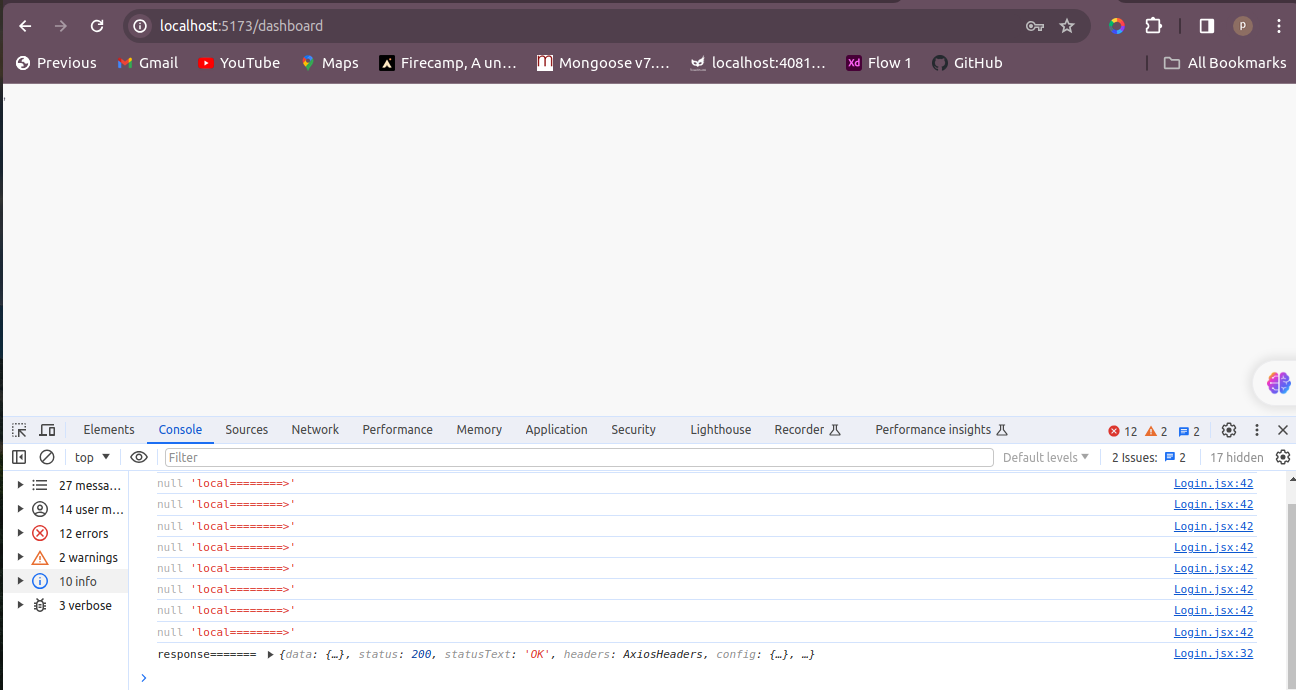 localhost:5173/dashboard
P
Previous Gmail YouTube Maps Firecamp, A un... Mongoose v7.... localhost:4081... Xd Flow 1 GitHub All Bookmarks
Elements Console Sources Network Performance Memory Application Security Lighthouse Recorder Performance insights 12 2 2
top Filter Default levels 2 Issues: 2 17 hidden
27 messa...
14 user m...
12 errors
2 warnings
10 info
3 verbose
null 'local========>' Login.jsx:42
null 'local========>' Login.jsx:42
null 'local========>' Login.jsx:42
null 'local========>' Login.jsx:42
null 'local========>' Login.jsx:42
null 'local========>' Login.jsx:42
null 'local========>' Login.jsx:42
null 'local========>' Login.jsx:42
response======= {data: {…}, status: 200, statusText: 'OK', headers: AxiosHeaders, config: {…}, …} Login.jsx:32